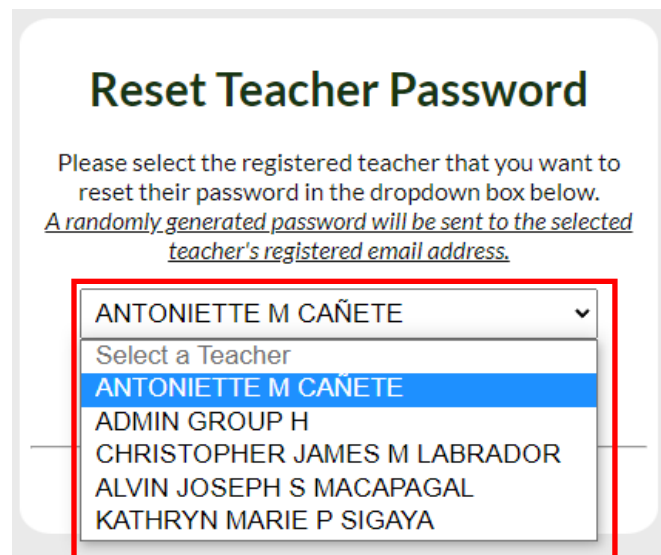 Reset Teacher Password
Please select the registered teacher that you want to
reset their password in the dropdown box below.
A randomly generated password will be sent to the selected
teacher's registered email address.
ANTONIETTE M CAÑETE
Select a Teacher
ANTONIETTE M CAÑETE
ADMIN GROUP H
CHRISTOPHER JAMES M LABRADOR
ALVIN JOSEPH S MACAPAGAL
KATHRYN MARIE P SIGAYA